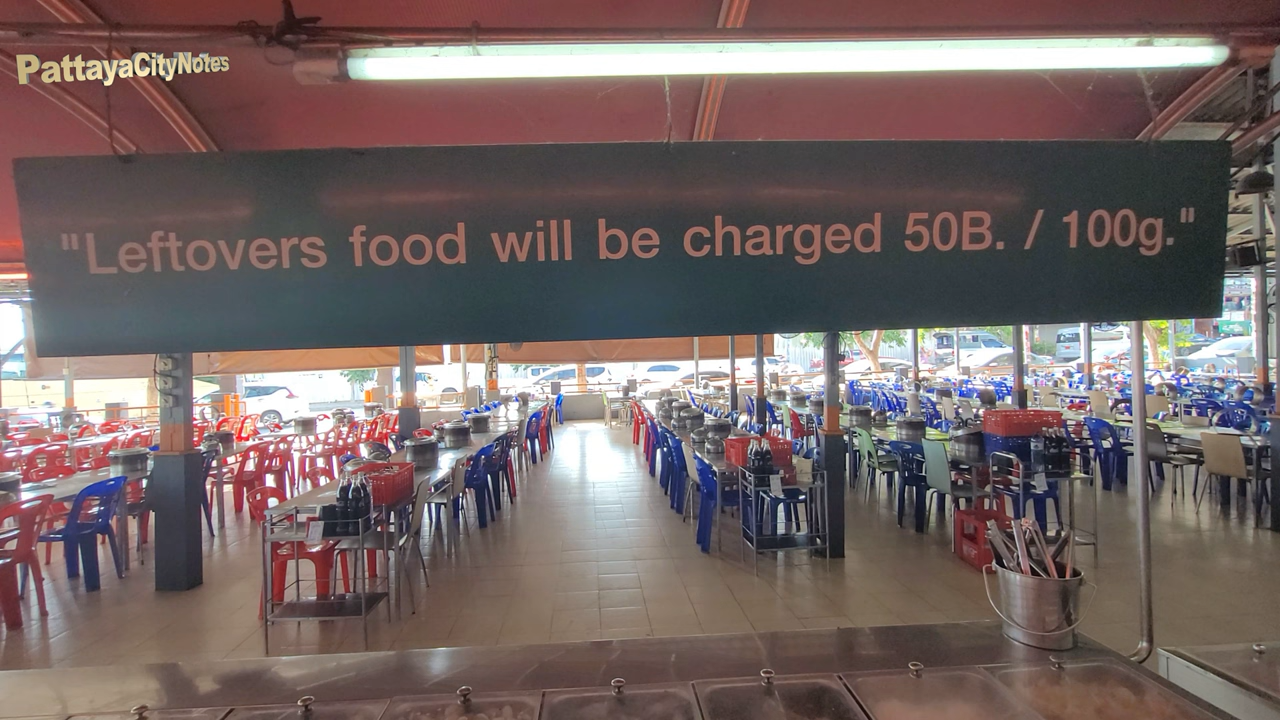 PattayaCityNotes
"Leftovers food will be charged 50B. / 100g."